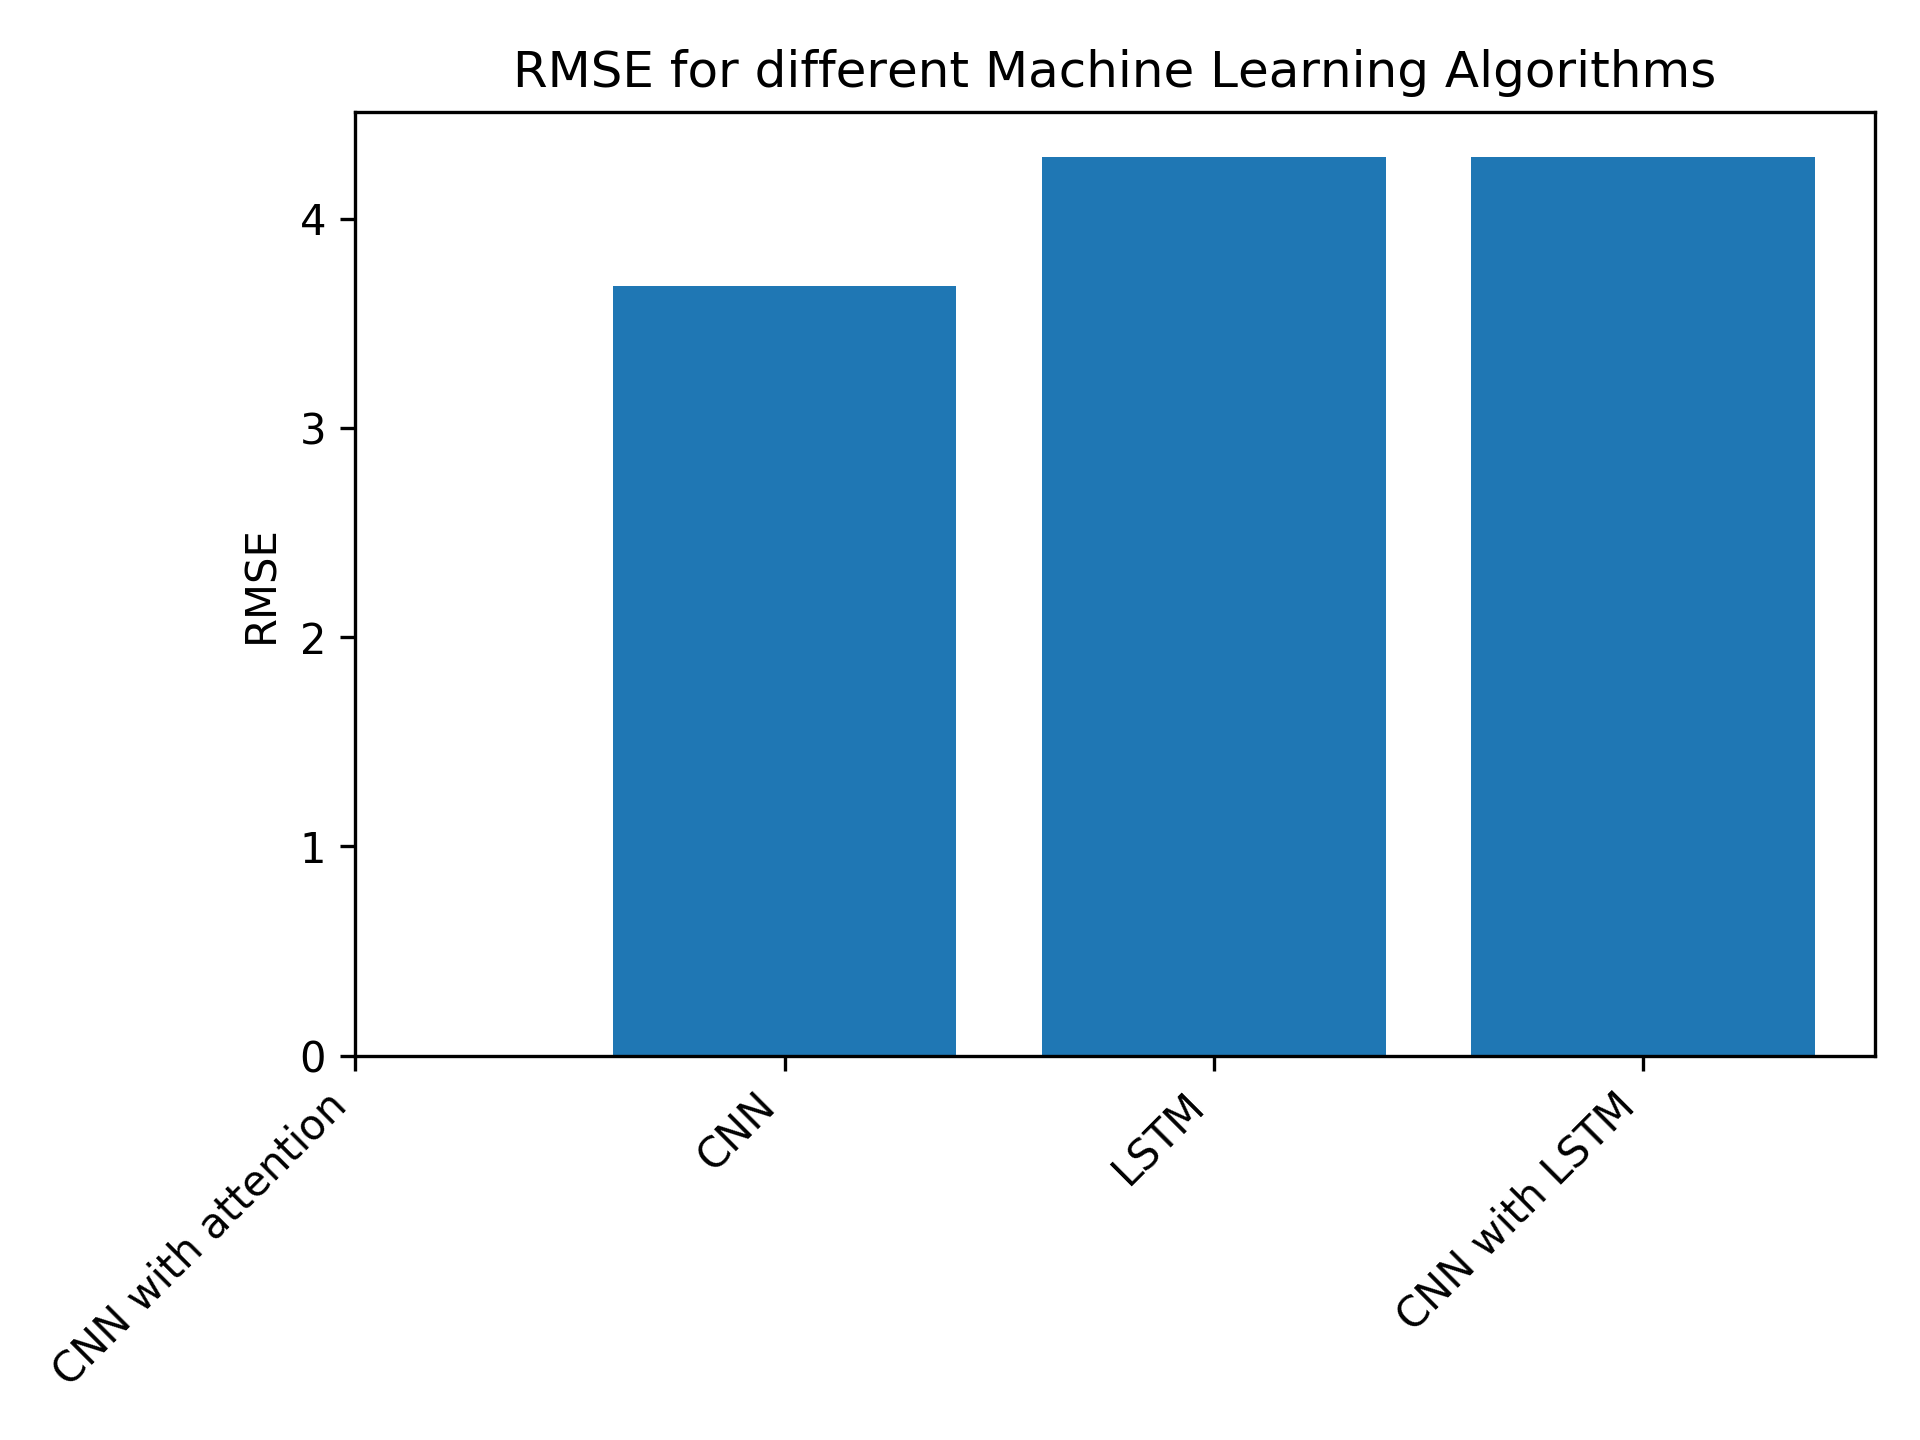 RMSE for different Machine Learning Algorithms
RMSE
4
3
2
1
0
CNN with attention
CNN
LSTM
CNN with LSTM